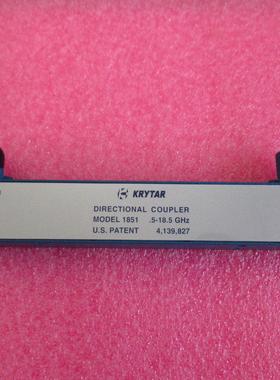 KRYTAR
DIRECTIONAL COUPLER
MODEL 1851 .5-18.5 GHz
U.S. PATENT 4,139,827